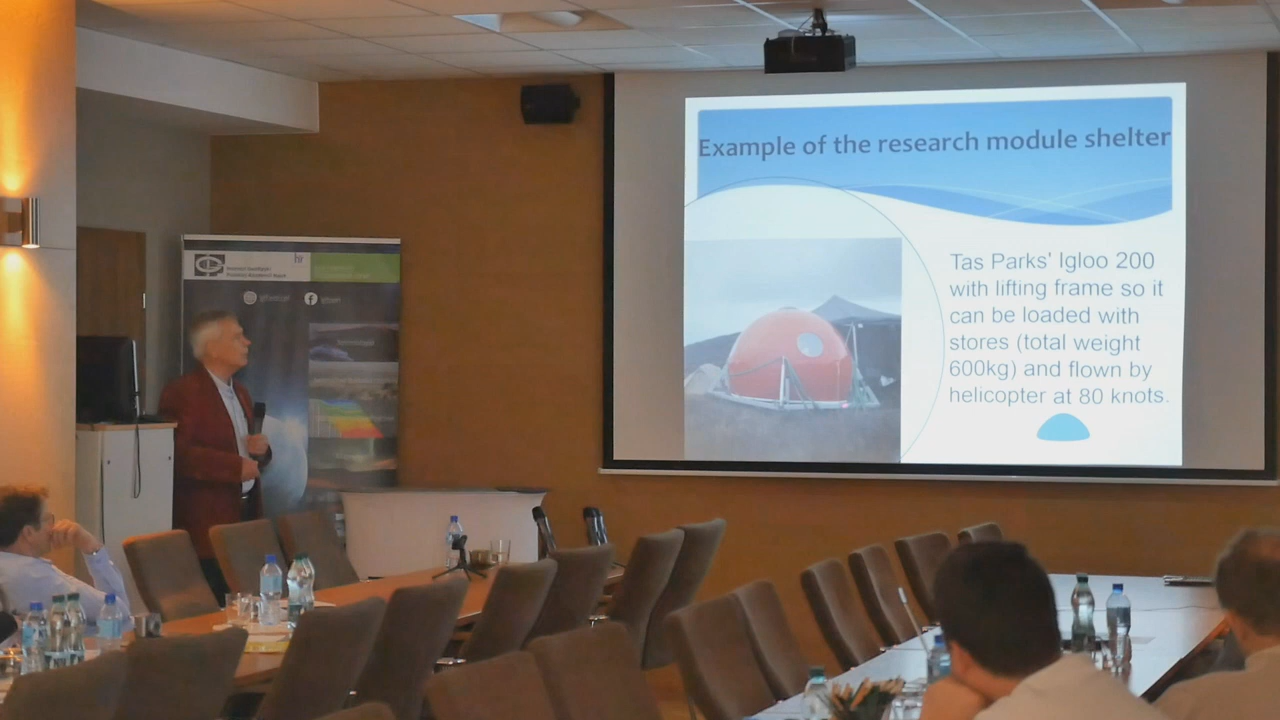 Example of the research module shelter
Tas Parks' Igloo 200
with lifting frame so it
can be loaded with
stores (total weight
600kg) and flown by
helicopter at 80 knots.